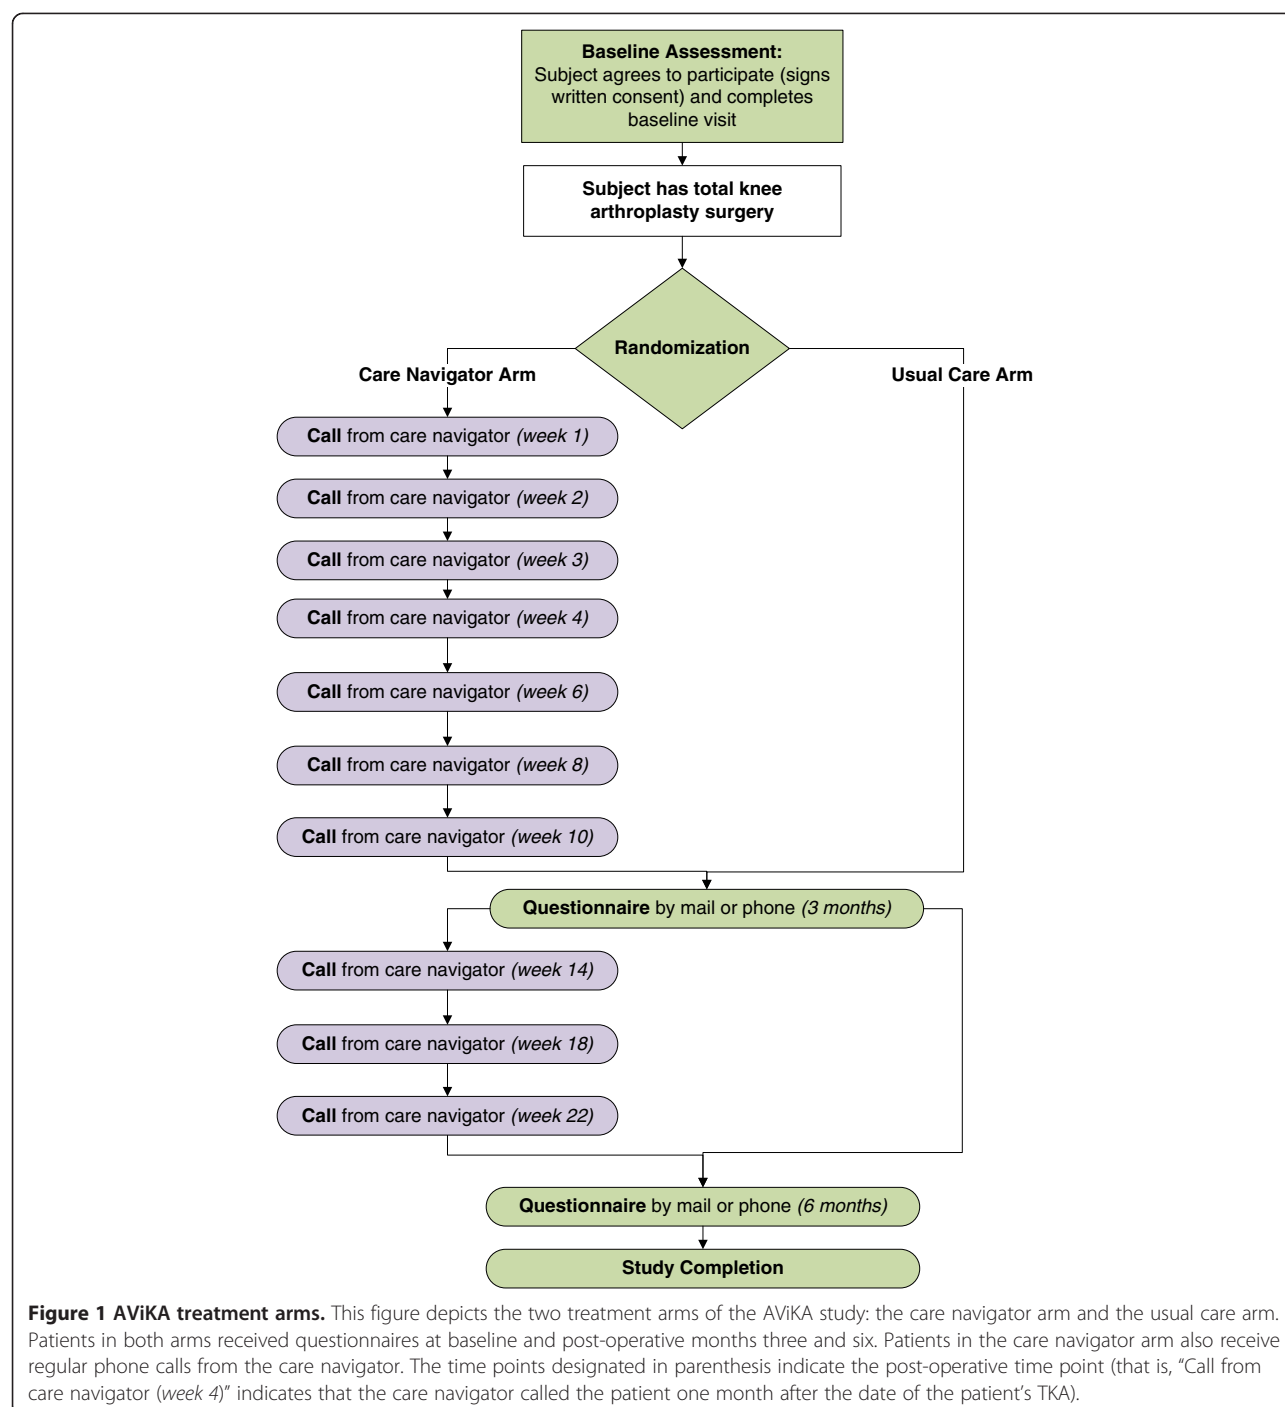 Baseline Assessment:
Subject agrees to participate (signs
written consent) and completes
baseline visit
Subject has total knee
arthroplasty surgery
Randomization
Care Navigator Arm
Usual Care Arm
Call from care navigator (week 1)
Call from care navigator (week 2)
Call from care navigator (week 3)
Call from care navigator (week 4)
Call from care navigator (week 6)
Call from care navigator (week 8)
Call from care navigator (week 10)
Questionnaire by mail or phone (3 months)
Call from care navigator (week 14)
Call from care navigator (week 18)
Call from care navigator (week 22)
Questionnaire by mail or phone (6 months)
Study Completion
Figure 1 AViKA treatment arms. This figure depicts the two treatment arms of the AViKA study: the care navigator arm and the usual care arm.
Patients in both arms received questionnaires at baseline and post-operative months three and six. Patients in the care navigator arm also receive
regular phone calls from the care navigator. The time points designated in parenthesis indicate the post-operative time point (that is, “Call from
care navigator (week 4)” indicates that the care navigator called the patient one month after the date of the patient’s TKA).